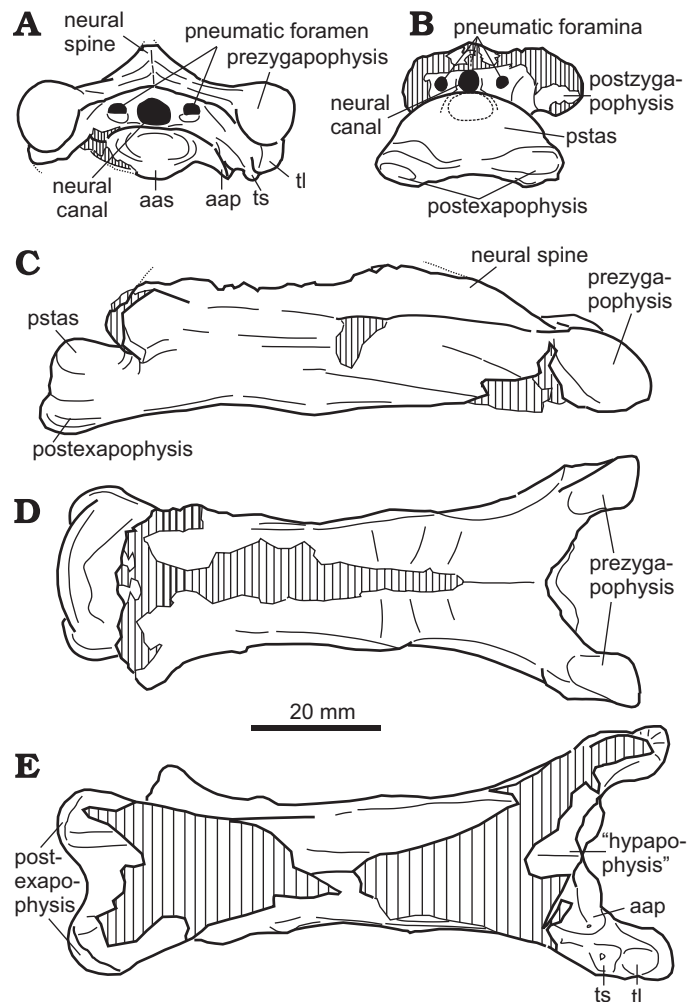 A
neural
spine
pneumatic foramen
prezygapophysis
neural
canal
aas
aap
ts
tl
B
pneumatic foramina
postzyga-
pophysis
neural
canal
pstas
postexapophysis
C
neural spine
prezyga-
pophysis
pstas
postexapophysis
D
prezyga-
pophysis
20 mm
E
post-
exapo-
physis
“hypapo-
physis”
aap
ts
tl